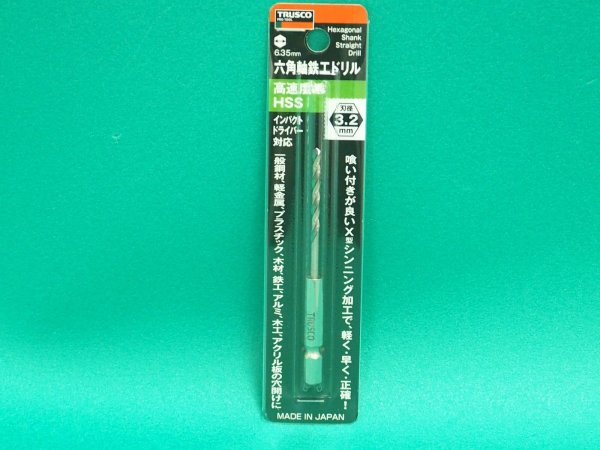 TRUSCO
PRO TOOL
Hexagonal
Shank
Straight
Drill
6.35mm
六角軸鉄工ドリル
高速度鋼
HSS
刃径
3.2
mm
インパクト
ドライバー
対応
喰い付きが良いX型シンニング加工で、軽く・早く・正確!
一般鋼材、軽金属、プラスチック、木材、鉄工、アルミ、木工、アクリル板の穴開けに
TRUSCO
MADE IN JAPAN